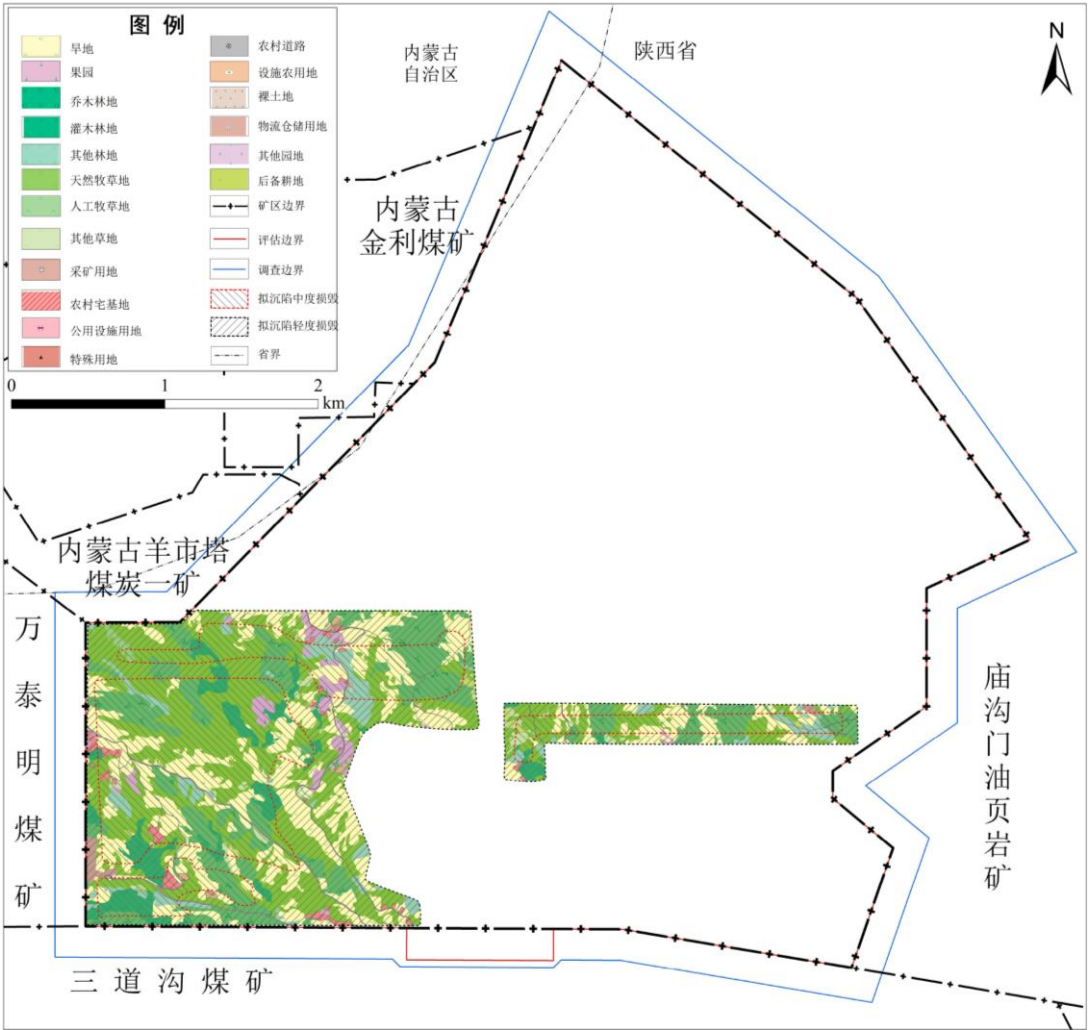 图 例
旱地
果园
乔木林地
灌木林地
其他林地
天然牧草地
人工牧草地
其他草地
采矿用地
农村宅基地
公用设施用地
特殊用地
农村道路
设施农用地
裸土地
物流仓储用地
其他园地
后备耕地
矿区边界
评估边界
调查边界
拟沉陷中度损毁
拟沉陷轻度损毁
省界
0 1 2
km
内蒙古
自治区
陕西省
N
内蒙古
金利煤矿
内蒙古羊市塔
煤炭一矿
万泰明煤矿
庙沟门油页岩矿
三道沟煤矿